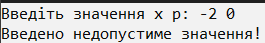 Введіть значення x p: -2 0
Введено недопустиме значення!